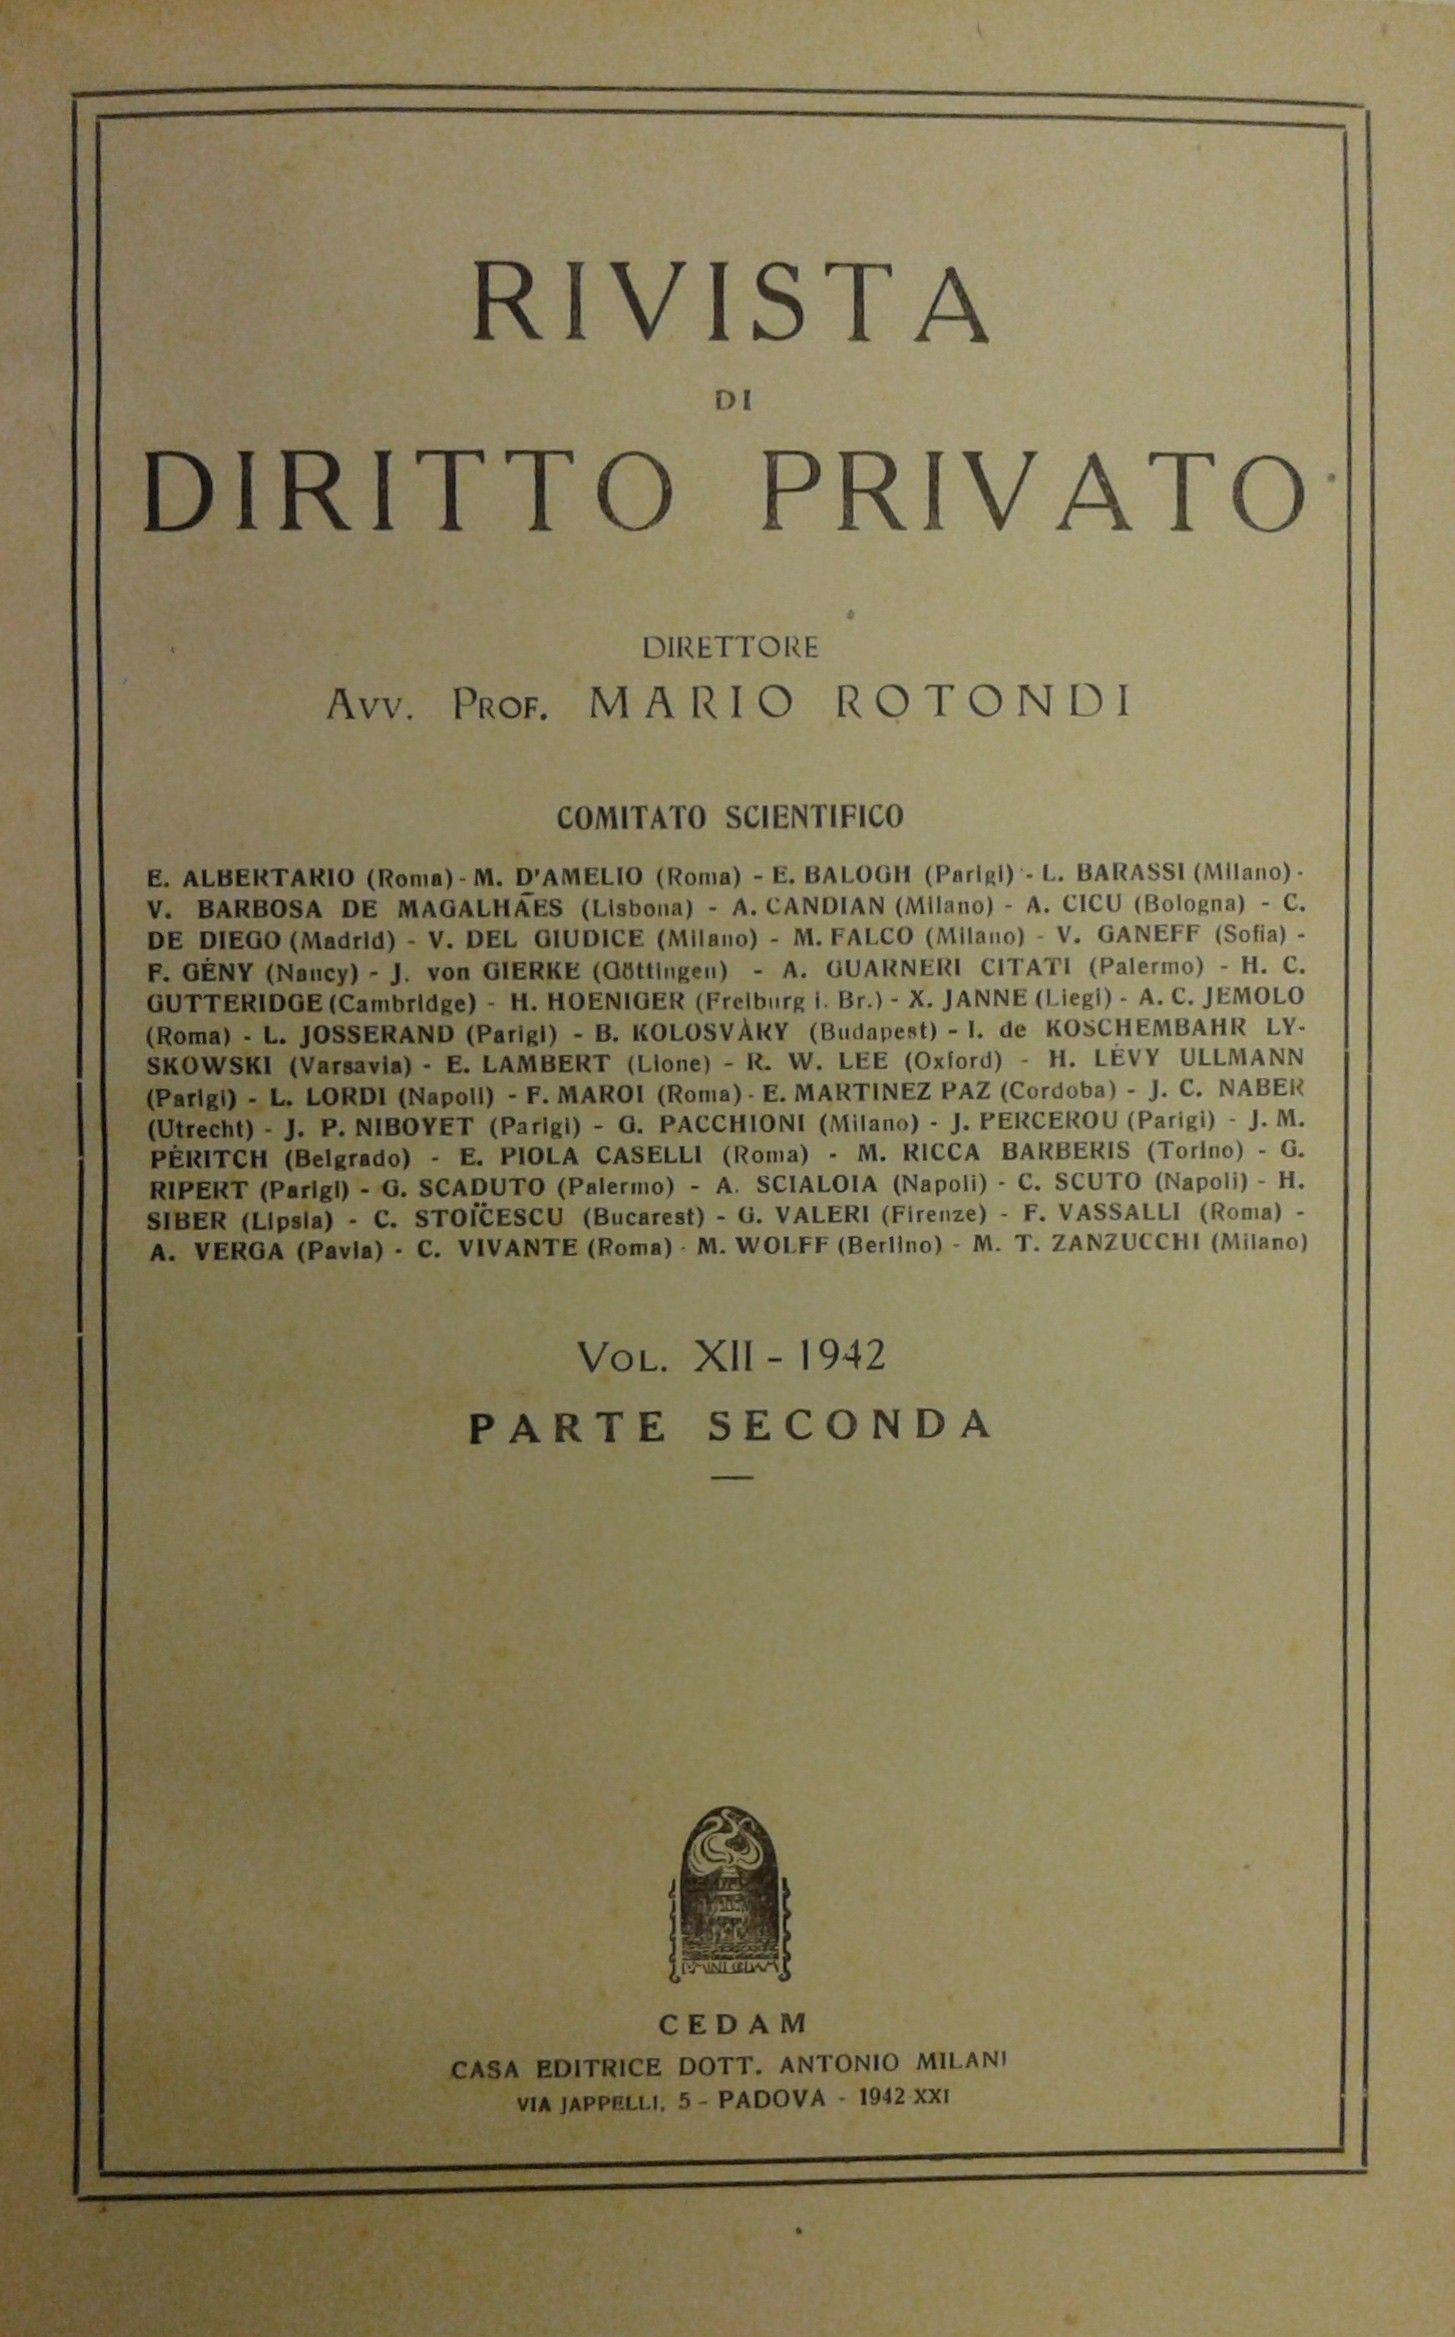 RIVISTA
DI
DIRITTO PRIVATO
DIRETTORE
AVV. PROF. MARIO ROTONDI
COMITATO SCIENTIFICO
E. ALBERTARIO (Roma) - M. D'AMELIO (Roma) - E. BALOGH (Parigi) - L. BARASSI (Milano) -
V. BARBOSA DE MAGALHÃES (Lisbona) - A. CANDIAN (Milano) - A. CICU (Bologna) - C.
DE DIEGO (Madrid) - V. DEL GIUDICE (Milano) - M. FALCO (Milano) - V. GANEFF (Sofia) -
F. GÉNY (Nancy) - J. von GIERKE (Göttingen) - A. GUARNERI CITATI (Palermo) - H. C.
GUTTERIDGE (Cambridge) - H. HOENIGER (Freiburg i. Br.) - X. JANNE (Liegi) - A. C. JEMOLO
(Roma) - L. JOSSERAND (Parigi) - B. KOLOSVÀRY (Budapest) - I. de KOSCHEMBAHR LY-
SKOWSKI (Varsavia) - E. LAMBERT (Lione) - R. W. LEE (Oxford) - H. LÉVY ULLMANN
(Parigi) - L. LORDI (Napoli) - F. MAROI (Roma) - E. MARTINEZ PAZ (Cordoba) - J. C. NABER
(Utrecht) - J. P. NIBOYET (Parigi) - G. PACCHIONI (Milano) - J. PERCEROU (Parigi) - J. M.
PÉRITCH (Belgrado) - E. PIOLA CASELLI (Roma) - M. RICCA BARBERIS (Torino) - G.
RIPERT (Parigi) - G. SCADUTO (Palermo) - A. SCIALOIA (Napoli) - C. SCUTO (Napoli) - H.
SIBER (Lipsia) - C. STOÏCESCU (Bucarest) - G. VALERI (Firenze) - F. VASSALLI (Roma) -
A. VERGA (Pavia) - C. VIVANTE (Roma) - M. WOLFF (Berlino) - M. T. ZANZUCCHI (Milano)
VOL. XII - 1942
PARTE SECONDA
CEDAM
CASA EDITRICE DOTT. ANTONIO MILANI
VIA JAPPELLI, 5 - PADOVA - 1942-XXI